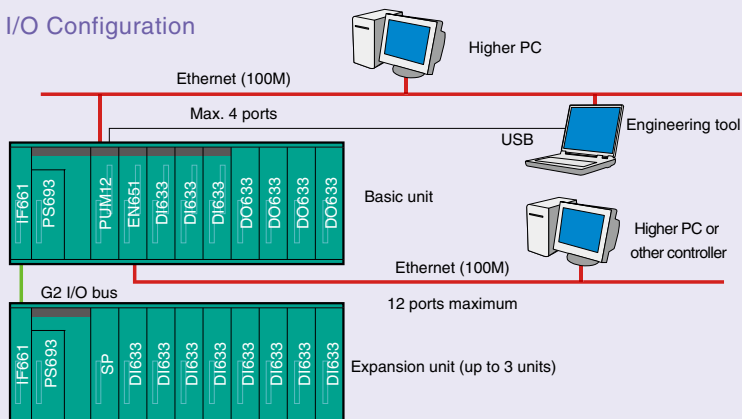 I/O Configuration
Higher PC
Ethernet (100M)
Max. 4 ports
USB
Engineering tool
IF661
PS693
PUM12
EN661
DI633
DI633
DI633
DO633
DO633
DO633
DO633
Basic unit
Higher PC or
other controller
Ethernet (100M)
G2 I/O bus
12 ports maximum
IF661
PS693
SP
DI633
DI633
DI633
DI633
DI633
DI633
DI633
DI633
Expansion unit (up to 3 units)